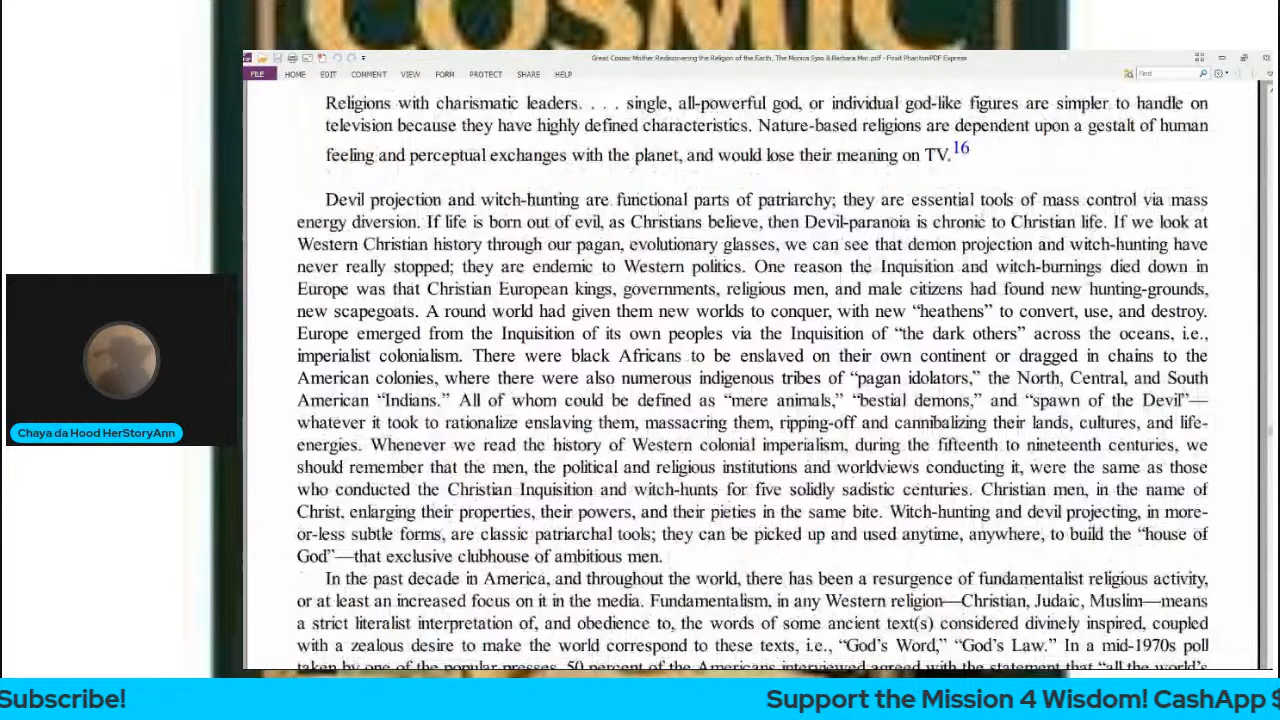 COSMIC
Great Cosmic Mother Rediscovering the Religion of the Earth, The Monica Sjoo & Barbara Mor.pdf - Foxit PhantomPDF Express
FILE HOME EDIT COMMENT VIEW FORM PROTECT SHARE HELP Find
Religions with charismatic leaders. . . . single, all-powerful god, or individual god-like figures are simpler to handle on
television because they have highly defined characteristics. Nature-based religions are dependent upon a gestalt of human
feeling and perceptual exchanges with the planet, and would lose their meaning on TV.16
Devil projection and witch-hunting are functional parts of patriarchy; they are essential tools of mass control via mass
energy diversion. If life is born out of evil, as Christians believe, then Devil-paranoia is chronic to Christian life. If we look at
Western Christian history through our pagan, evolutionary glasses, we can see that demon projection and witch-hunting have
never really stopped; they are endemic to Western politics. One reason the Inquisition and witch-burnings died down in
Europe was that Christian European kings, governments, religious men, and male citizens had found new hunting-grounds,
new scapegoats. A round world had given them new worlds to conquer, with new “heathens” to convert, use, and destroy.
Europe emerged from the Inquisition of its own peoples via the Inquisition of “the dark others” across the oceans, i.e.,
imperialist colonialism. There were black Africans to be enslaved on their own continent or dragged in chains to the
American colonies, where there were also numerous indigenous tribes of “pagan idolators,” the North, Central, and South
American “Indians.” All of whom could be defined as “mere animals,” “bestial demons,” and “spawn of the Devil”—
whatever it took to rationalize enslaving them, massacring them, ripping-off and cannibalizing their lands, cultures, and life-
energies. Whenever we read the history of Western colonial imperialism, during the fifteenth to nineteenth centuries, we
should remember that the men, the political and religious institutions and worldviews conducting it, were the same as those
who conducted the Christian Inquisition and witch-hunts for five solidly sadistic centuries. Christian men, in the name of
Christ, enlarging their properties, their powers, and their pieties in the same bite. Witch-hunting and devil projecting, in more-
or-less subtle forms, are classic patriarchal tools; they can be picked up and used anytime, anywhere, to build the “house of
God”—that exclusive clubhouse of ambitious men.
In the past decade in America, and throughout the world, there has been a resurgence of fundamentalist religious activity,
or at least an increased focus on it in the media. Fundamentalism, in any Western religion—Christian, Judaic, Muslim—means
a strict literalist interpretation of, and obedience to, the words of some ancient text(s) considered divinely inspired, coupled
with a zealous desire to make the world correspond to these texts, i.e., “God’s Word,” “God’s Law.” In a mid-1970s poll
taken by one of the popular presses, 50 percent of the Americans interviewed agreed with the statement that “all the world’s
Chaya da Hood HerStoryAnn
Subscribe! Support the Mission 4 Wisdom! CashApp $